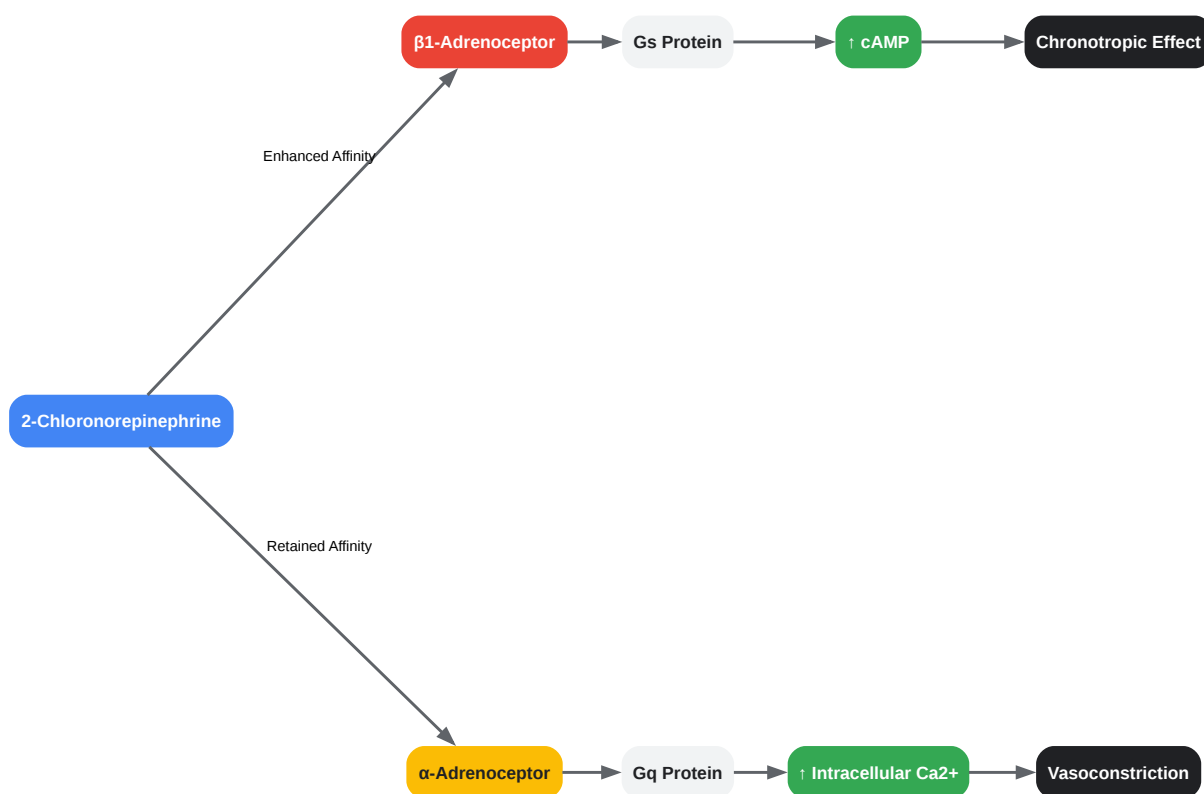 β1-Adrenoceptor
Gs Protein
↑ cAMP
Chronotropic Effect
Enhanced Affinity
2-Chloronorepinephrine
Retained Affinity
α-Adrenoceptor
Gq Protein
↑ Intracellular Ca2+
Vasoconstriction